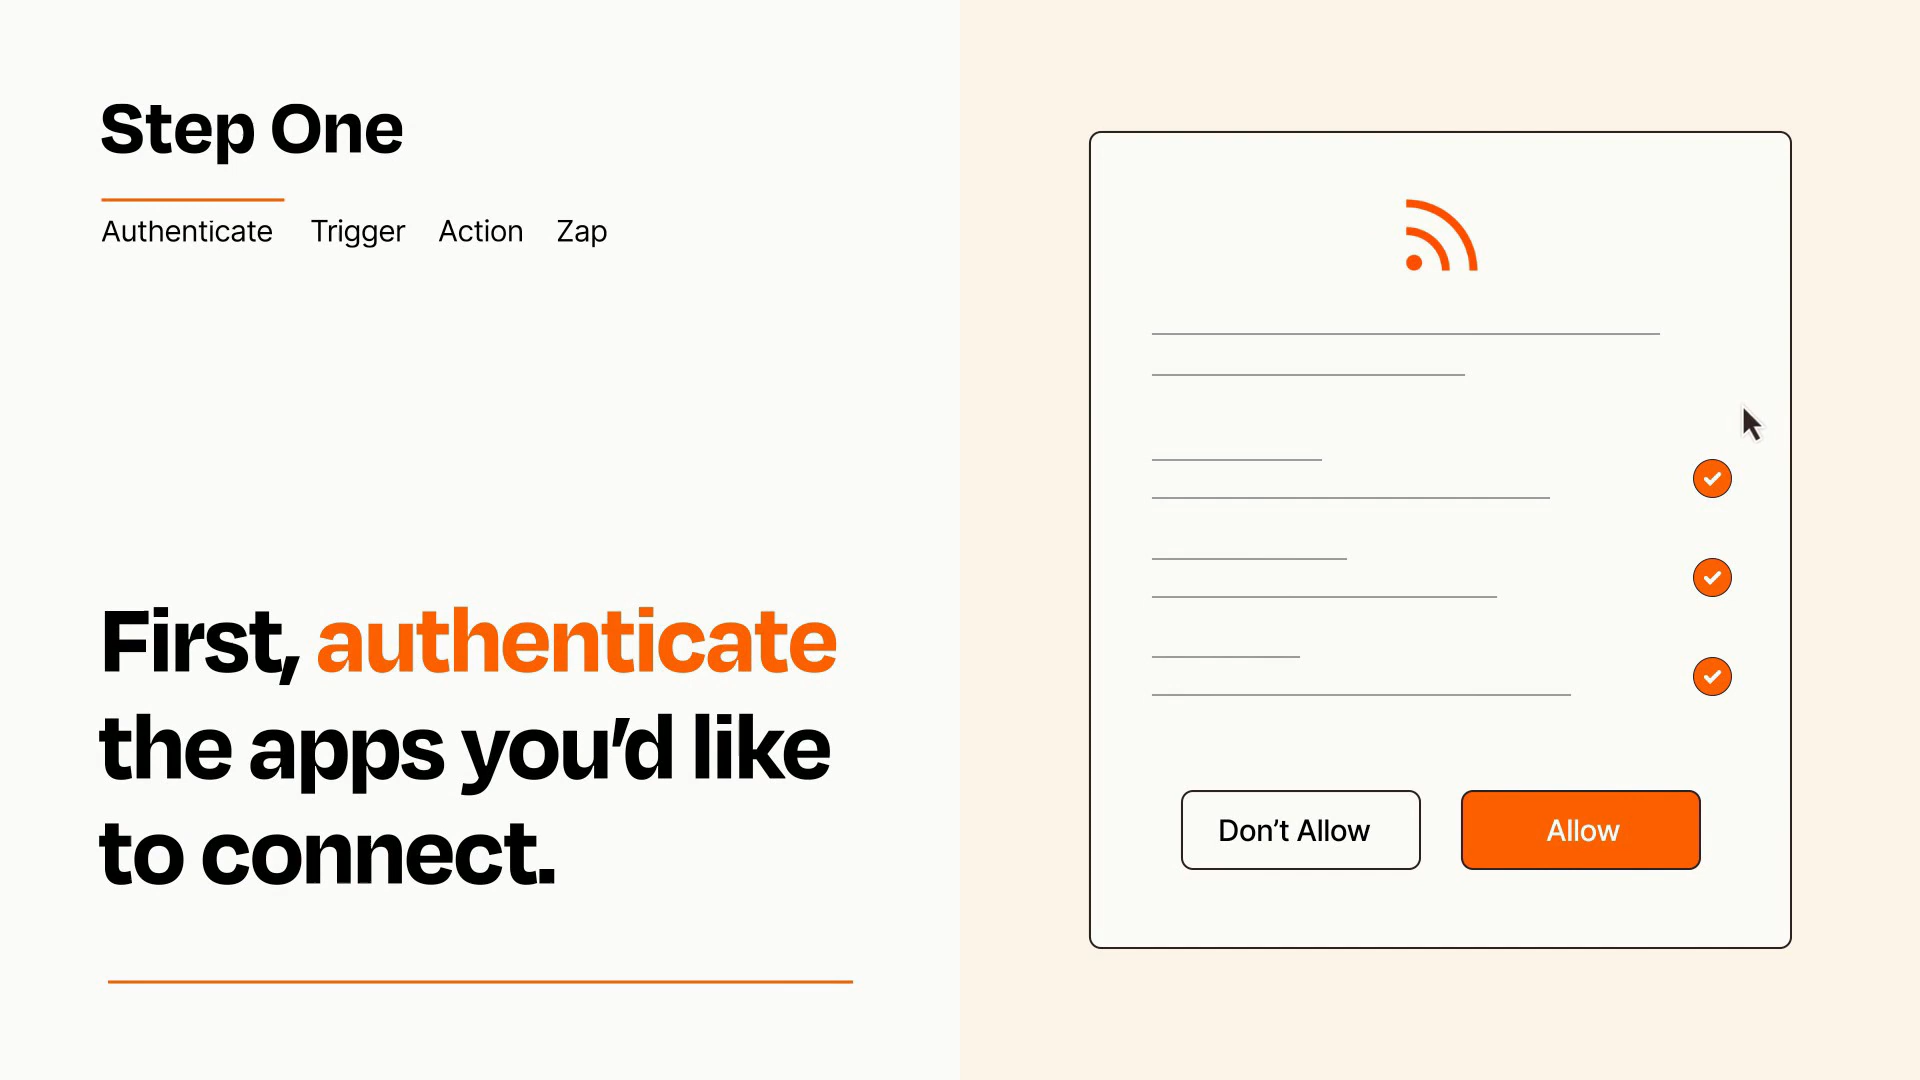 Step One
Authenticate Trigger Action Zap
First, authenticate
the apps you’d like
to connect.
Don’t Allow
Allow